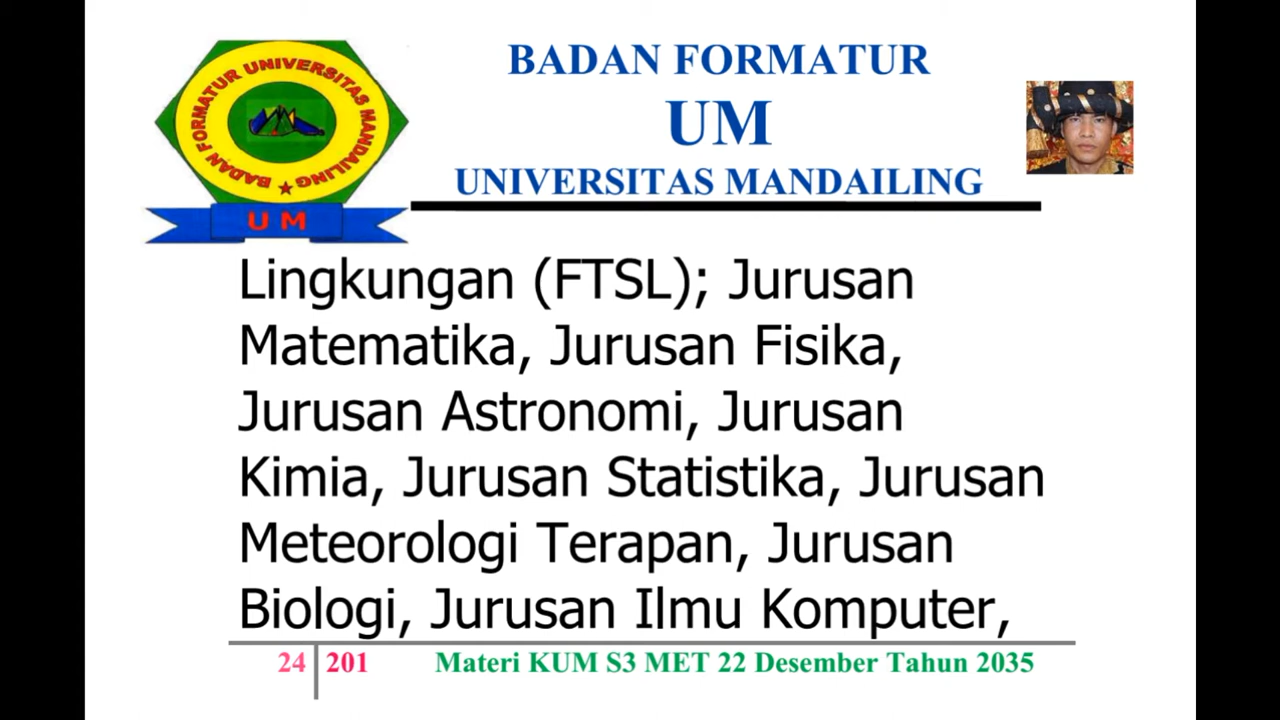 BADAN FORMATUR UNIVERSITAS MANDAILING
U M
BADAN FORMATUR
UM
UNIVERSITAS MANDAILING
Lingkungan (FTSL); Jurusan
Matematika, Jurusan Fisika,
Jurusan Astronomi, Jurusan
Kimia, Jurusan Statistika, Jurusan
Meteorologi Terapan, Jurusan
Biologi, Jurusan Ilmu Komputer,
24 201 Materi KUM S3 MET 22 Desember Tahun 2035